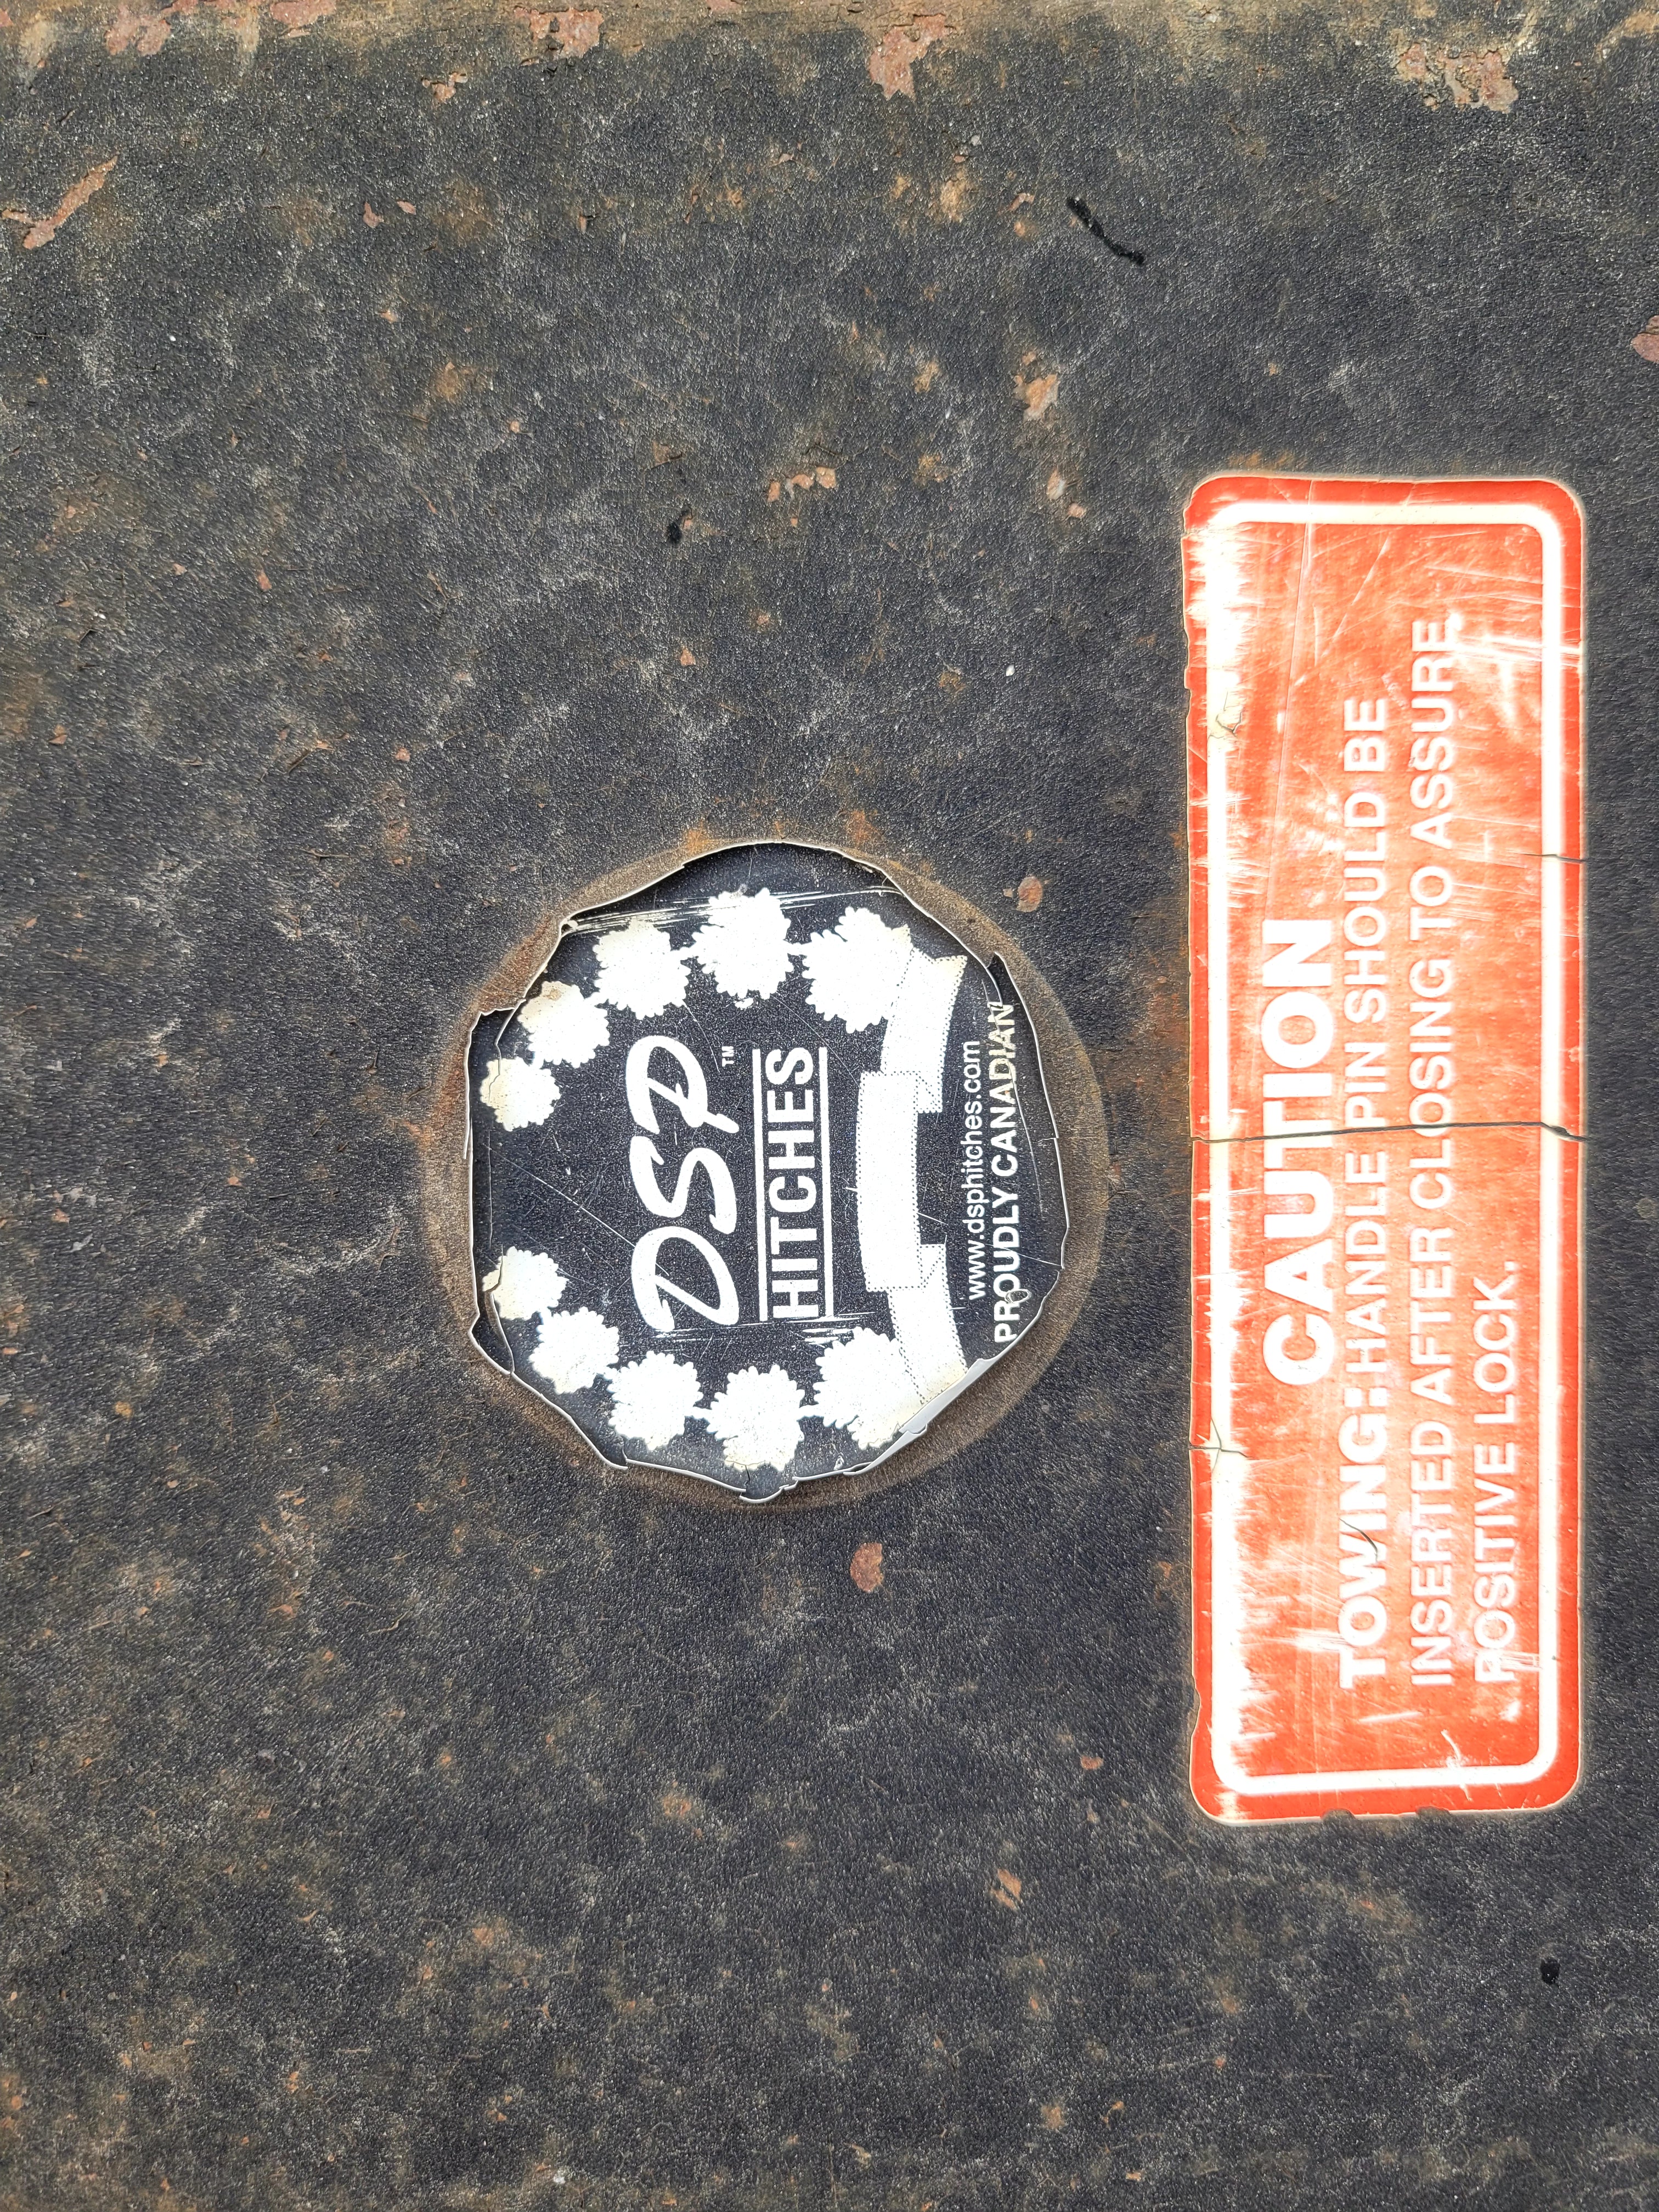 DSP™
HITCHES
www.dsphitches.com
PROUDLY CANADIAN
CAUTION
TOWING: HANDLE PIN SHOULD BE
INSERTED AFTER CLOSING TO ASSURE
POSITIVE LOCK.